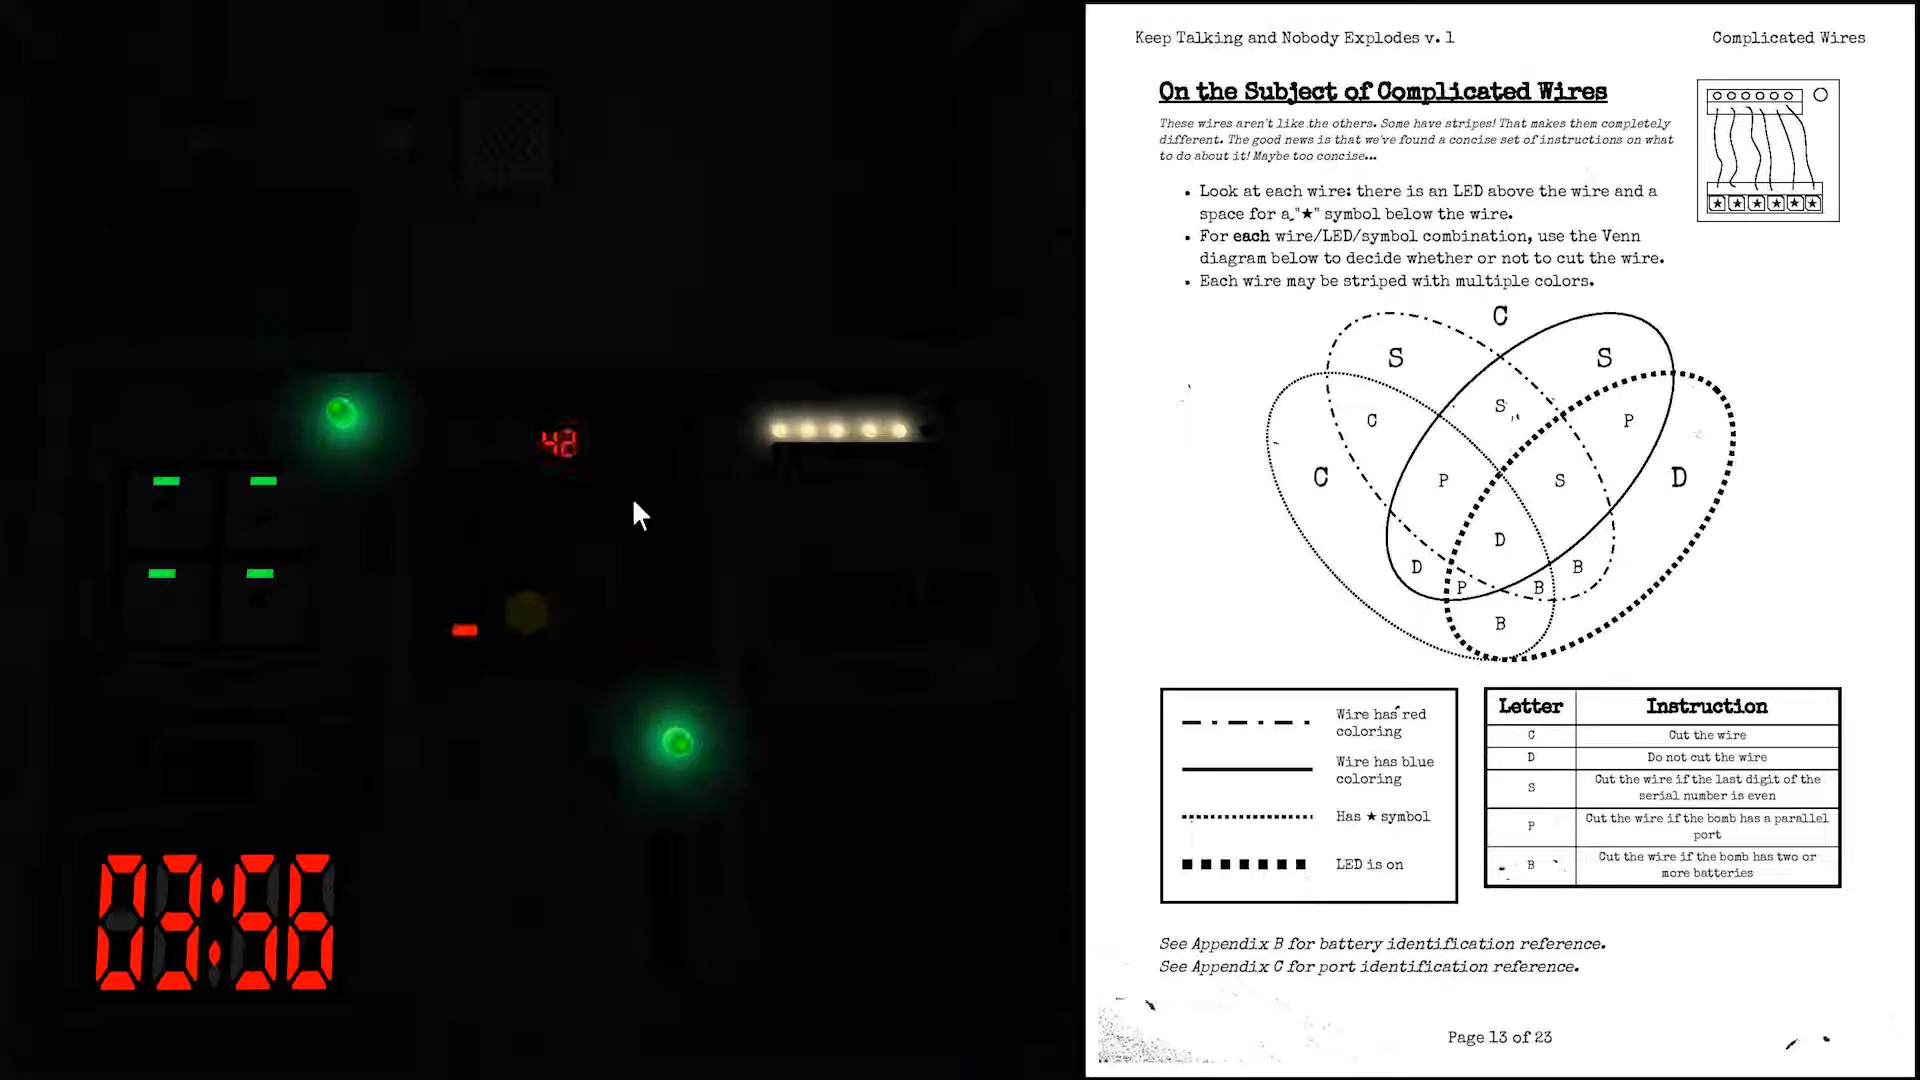 42
03:56
Keep Talking and Nobody Explodes v. 1
Complicated Wires
On the Subject of Complicated Wires
These wires aren't like the others. Some have stripes! That makes them completely
different. The good news is that we've found a concise set of instructions on what
to do about it! Maybe too concise...
• Look at each wire: there is an LED above the wire and a
space for a "★" symbol below the wire.
• For each wire/LED/symbol combination, use the Venn
diagram below to decide whether or not to cut the wire.
• Each wire may be striped with multiple colors.
C
S S
S
C P
C P S D
D
D B
P B
B
Wire has red
coloring
Wire has blue
coloring
Has ★ symbol
LED is on
Letter Instruction
C Cut the wire
D Do not cut the wire
S Cut the wire if the last digit of the
serial number is even
P Cut the wire if the bomb has a parallel
port
B Cut the wire if the bomb has two or
more batteries
See Appendix B for battery identification reference.
See Appendix C for port identification reference.
Page 13 of 23